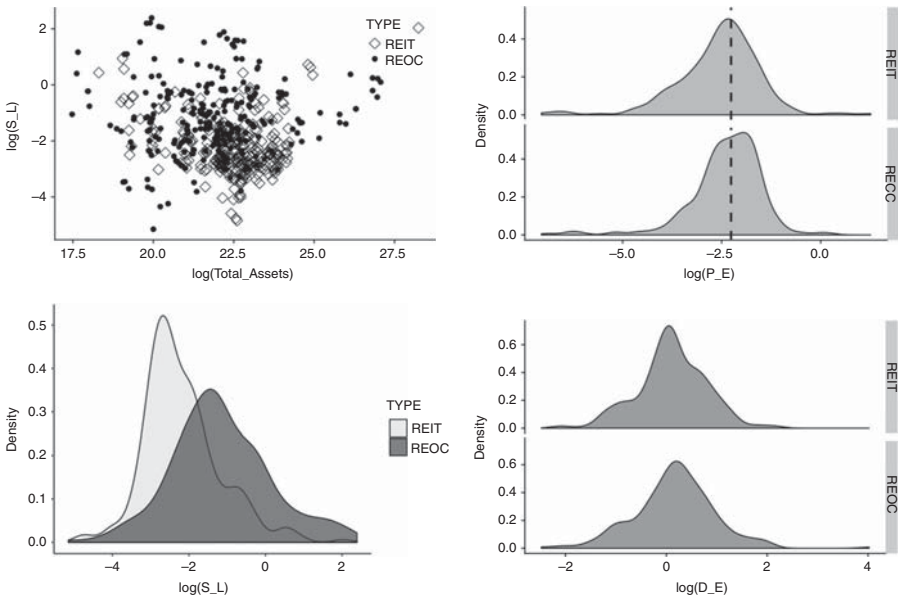 TYPE
REIT
REOC
2
0
−2
−4
log(S_L)
17.5 20.0 22.5 25.0 27.5
log(Total_Assets)
0.4
0.2
0.0
REIT
Density
0.4
0.2
0.0
RECC
−5.0 −2.5 0.0
log(P_E)
0.5
0.4
0.3
0.2
0.1
0.0
Density
−4 −2 0 2
log(S_L)
TYPE
REIT
REOC
0.6
0.4
0.2
0.0
REIT
Density
0.6
0.4
0.2
0.0
REOC
−2 0 2 4
log(D_E)